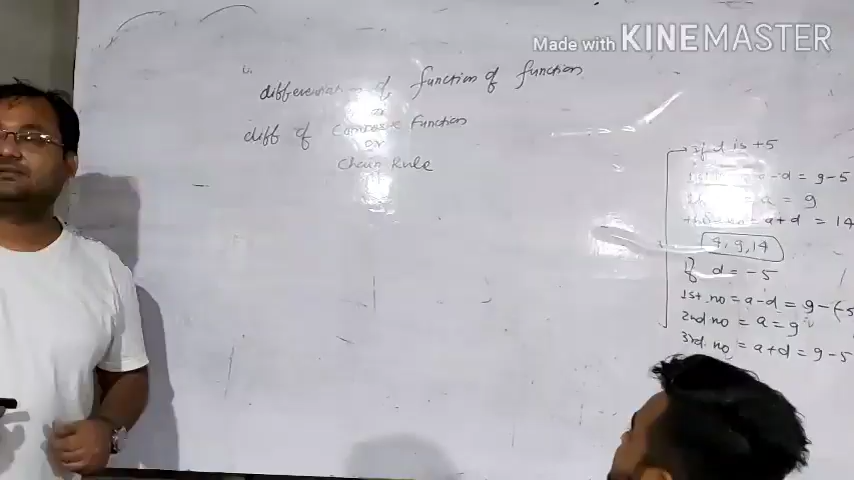 Made with KINEMASTER
differentiation of function of function
or
diff of Composite function
or
Chain Rule
If d is +5
a-d = 9-5
= a = 9
= a+d = 14
4, 9, 14
If d = -5
1st no = a-d = 9-(-5
2nd no = a = 9
3rd no = a+d = 9-5